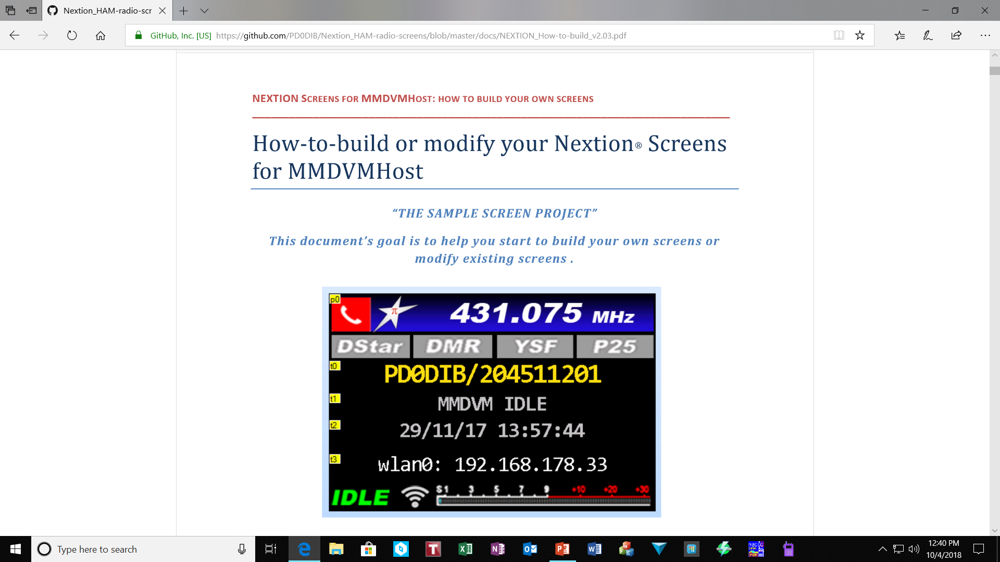 Nextion_HAM-radio-scr
GitHub, Inc. [US] https://github.com/PD0DIB/Nextion_HAM-radio-screens/blob/master/docs/NEXTION_How-to-build_v2.03.pdf
NEXTION SCREENS FOR MMDVMHOST: HOW TO BUILD YOUR OWN SCREENS
How-to-build or modify your Nextion® Screens
for MMDVMHost
“THE SAMPLE SCREEN PROJECT”
This document’s goal is to help you start to build your own screens or
modify existing screens .
p0
π
431.075 MHz
DStar DMR YSF P25
t0
PD0DIB/204511201
t1
MMDVM IDLE
t2
29/11/17 13:57:44
t3
wlan0: 192.168.178.33
IDLE
S1 3 5 7 9 +10 +20 +30
Type here to search
12:40 PM
10/4/2018